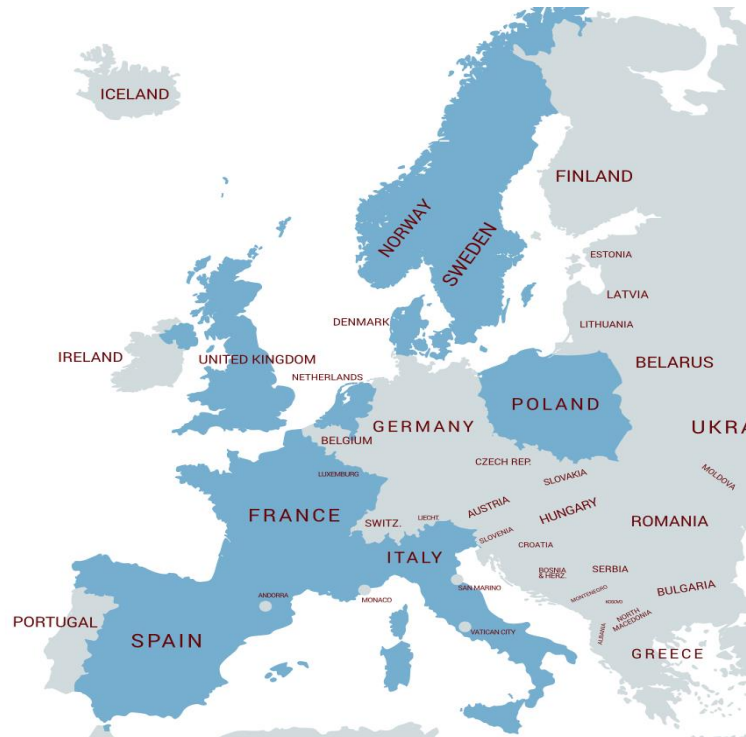 ICELAND
FINLAND
NORWAY
SWEDEN
ESTONIA
LATVIA
DENMARK
LITHUANIA
IRELAND
UNITED KINGDOM
BELARUS
NETHERLANDS
POLAND
GERMANY
UKRA
BELGIUM
CZECH REP.
LUXEMBURG
SLOVAKIA
MOLDOVA
FRANCE
AUSTRIA
HUNGARY
SWITZ.
LIECHT.
ROMANIA
SLOVENIA
CROATIA
ITALY
BOSNIA
& HERZ.
SERBIA
SAN MARINO
BULGARIA
ANDORRA
MONACO
MONTENEGRO
KOSOVO
NORTH
MACEDONIA
PORTUGAL
SPAIN
VATICAN CITY
ALBANIA
GREECE